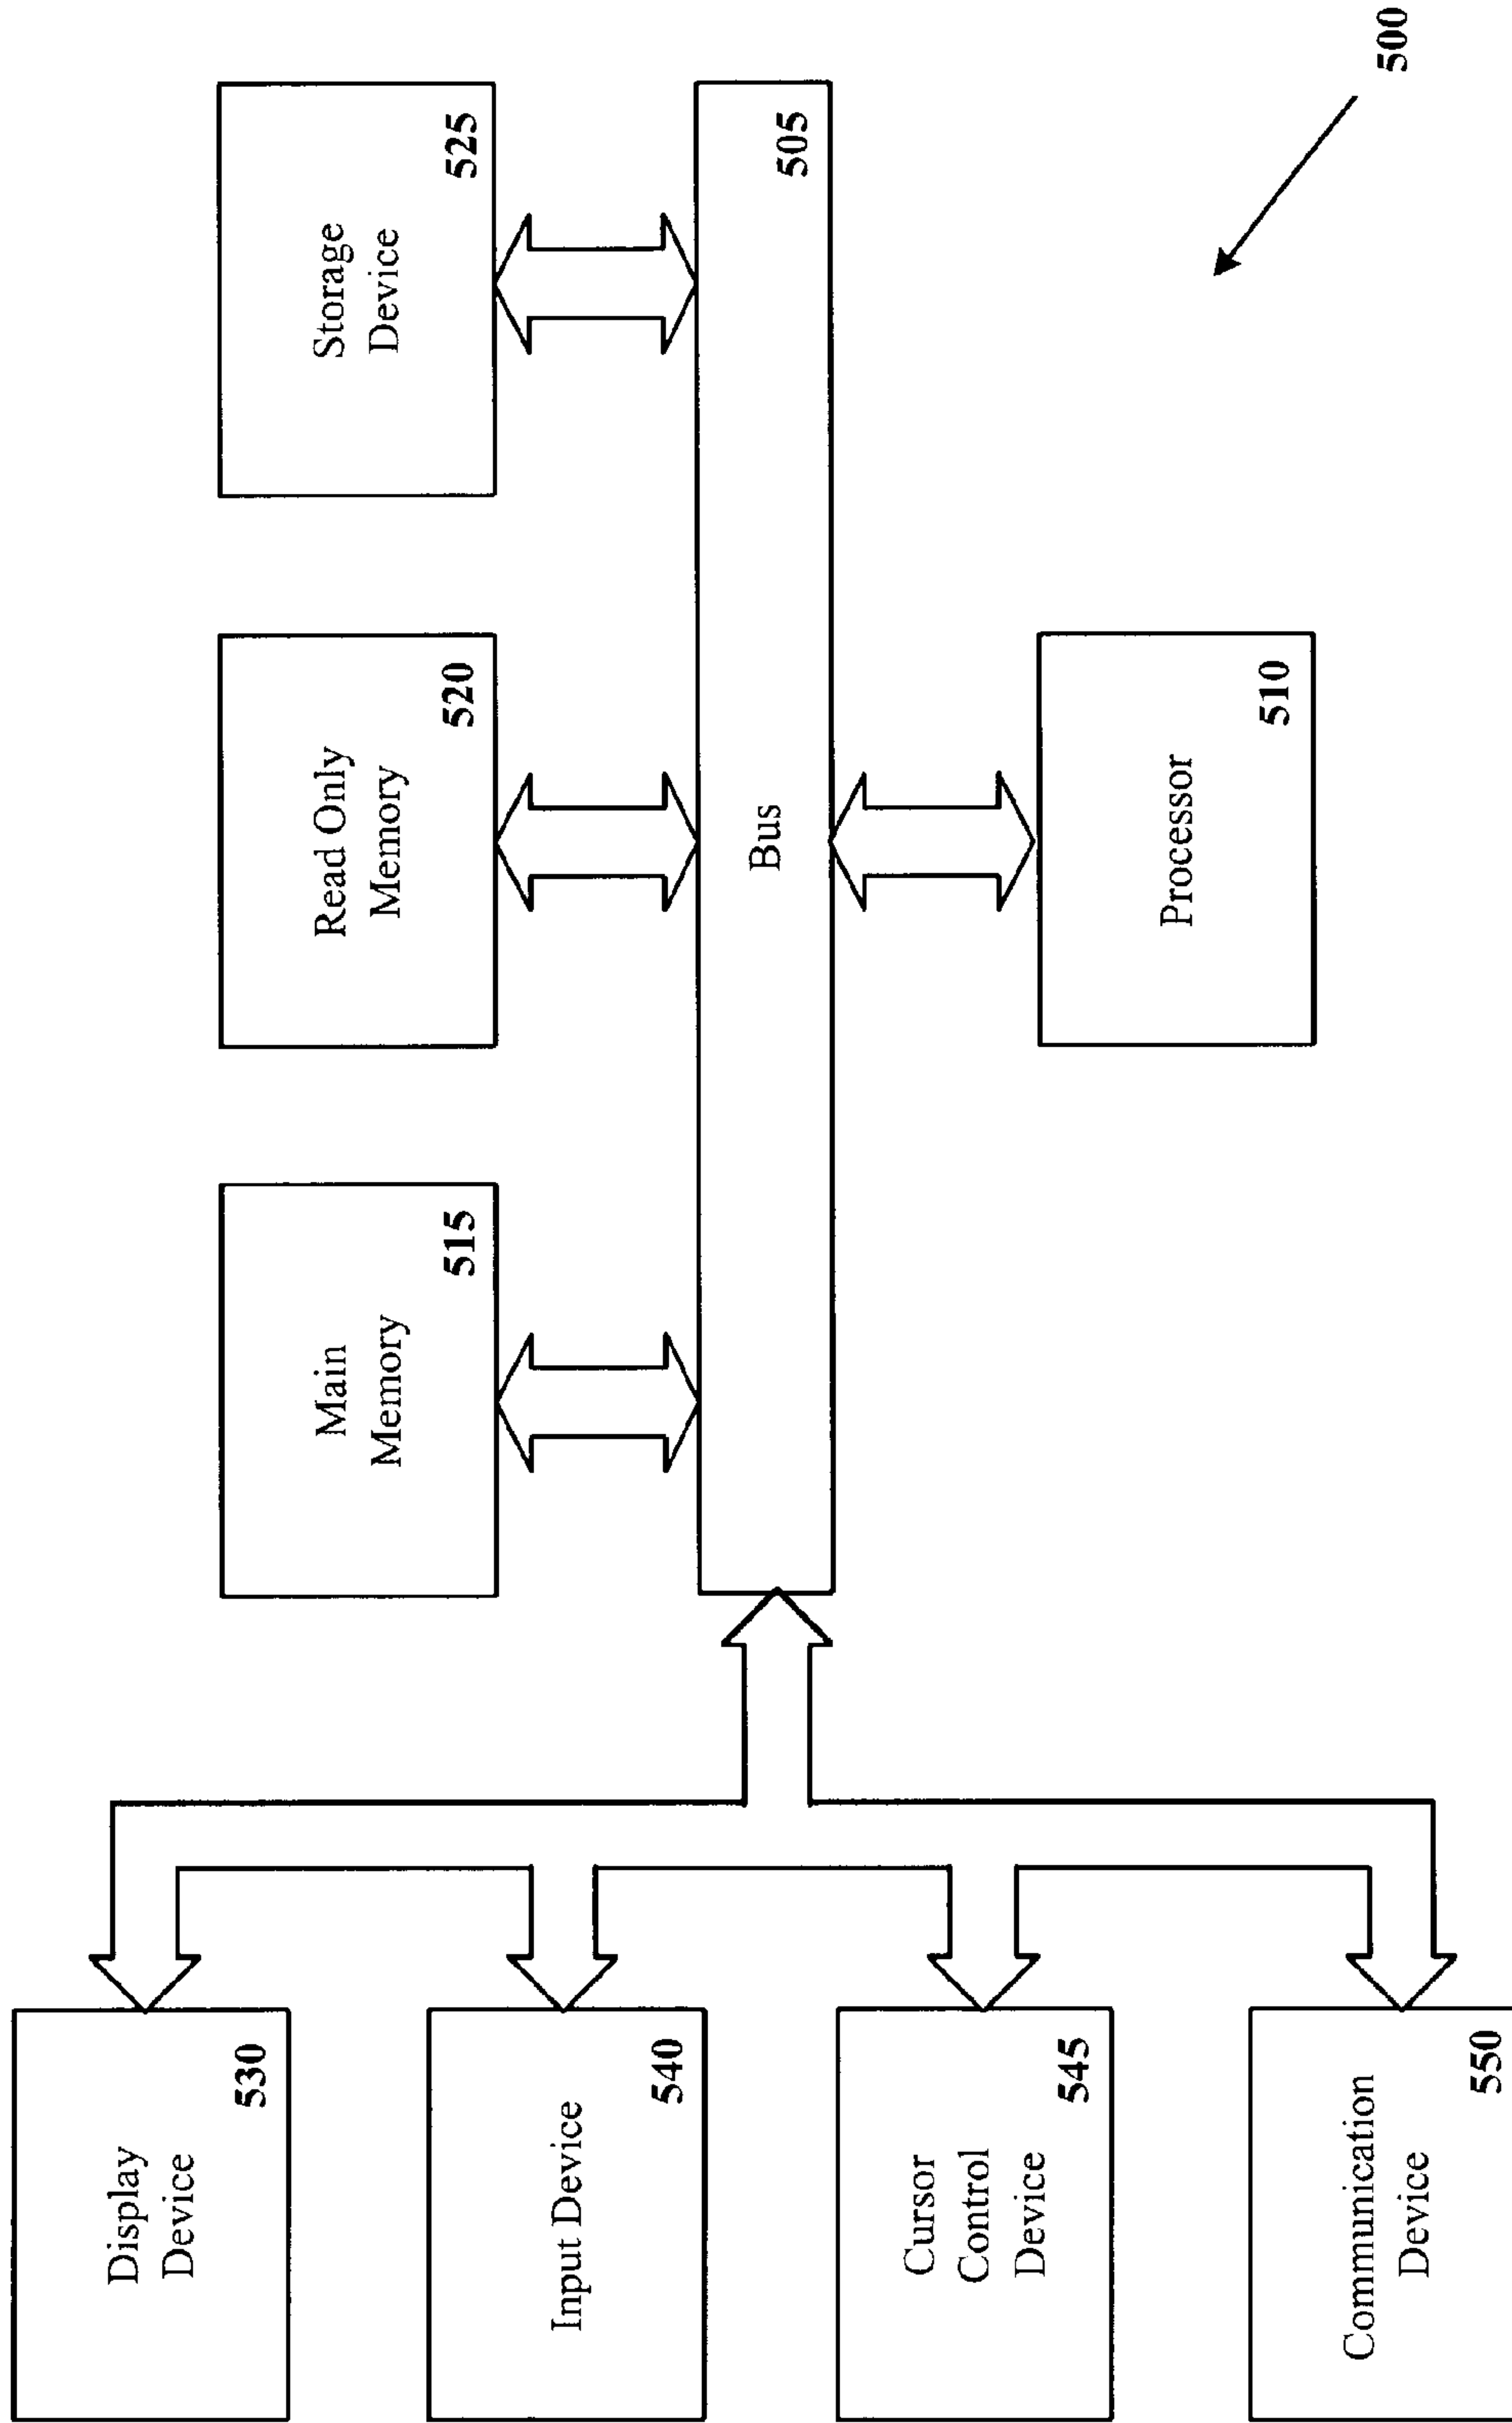 Display
Device
530
Input Device
540
Cursor
Control
Device
545
Communication
Device
550
Main
Memory
515
Read Only
Memory
520
Storage
Device
525
Bus
505
Processor
510
500